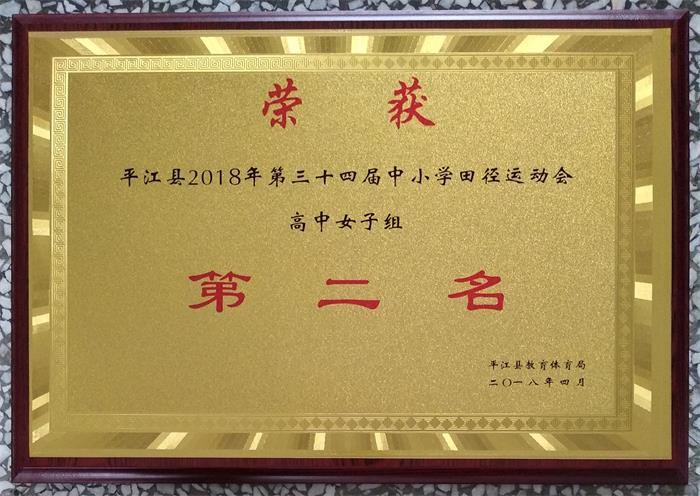 荣获
平江县2018年第三十四届中小学田径运动会
高中女子组
第二名
平江县教育体育局
二〇一八年四月